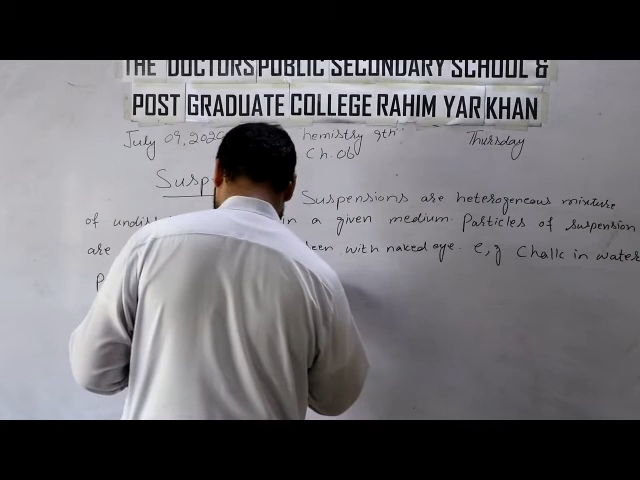 THE DOCTORS PUBLIC SECONDARY SCHOOL &
POST GRADUATE COLLEGE RAHIM YAR KHAN
July 09, 2020 hemistry 9th Thursday
Ch. 06
Susp Suspensions are heterogeneous mixture
of undis in a given medium. Particles of suspension
are een with naked eye. e,g Chalk in water
P